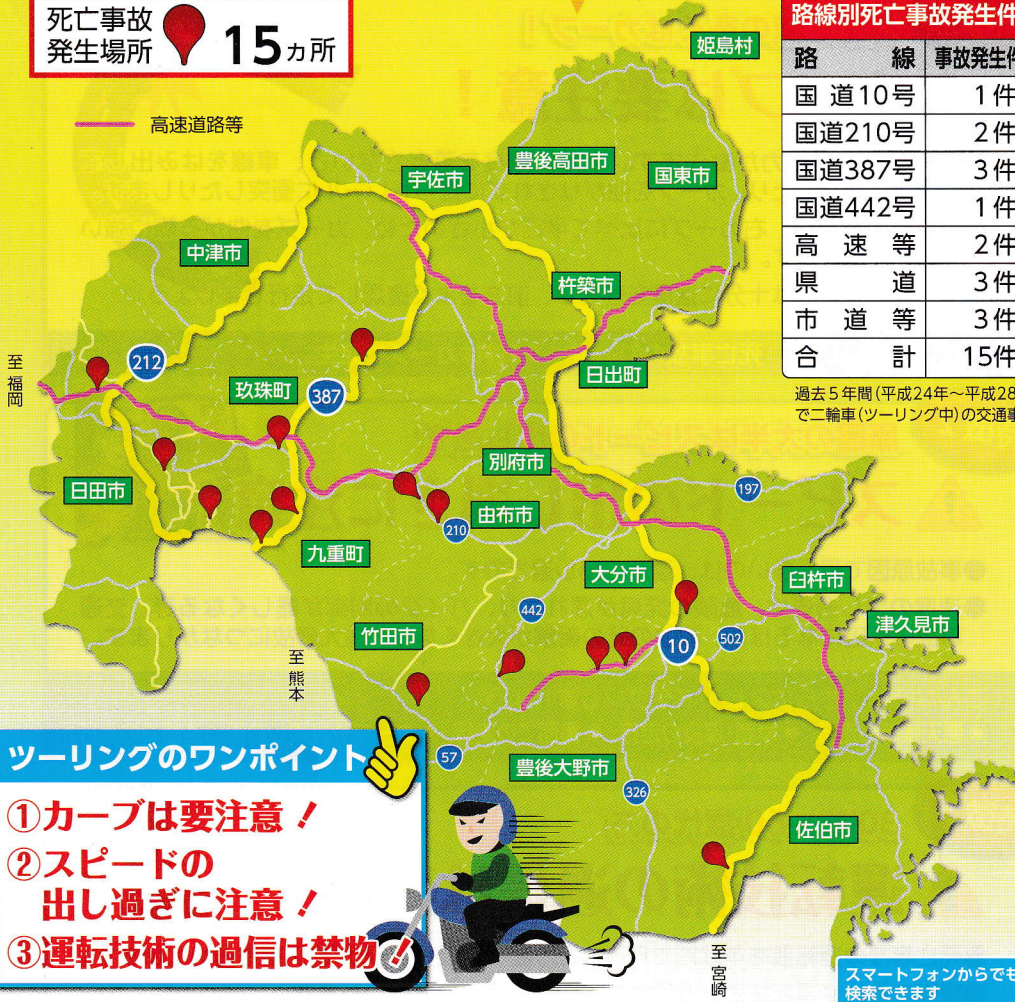 死亡事故
発生場所 15ヵ所
高速道路等
姫島村
豊後高田市
国東市
宇佐市
中津市
杵築市
日出町
至福岡
212
玖珠町
387
別府市
日田市
由布市
210
197
九重町
大分市
臼杵市
442
津久見市
竹田市
502
10
至熊本
57
豊後大野市
326
佐伯市
至宮崎
路線別死亡事故発生件
路線 事故発生件
国道10号 1件
国道210号 2件
国道387号 3件
国道442号 1件
高速等 2件
県道 3件
市道等 3件
合計 15件
過去5年間(平成24年～平成28
で二輪車(ツーリング中)の交通事
ツーリングのワンポイント
①カーブは要注意！
②スピードの
出し過ぎに注意！
③運転技術の過信は禁物！
スマートフォンからでも
検索できます